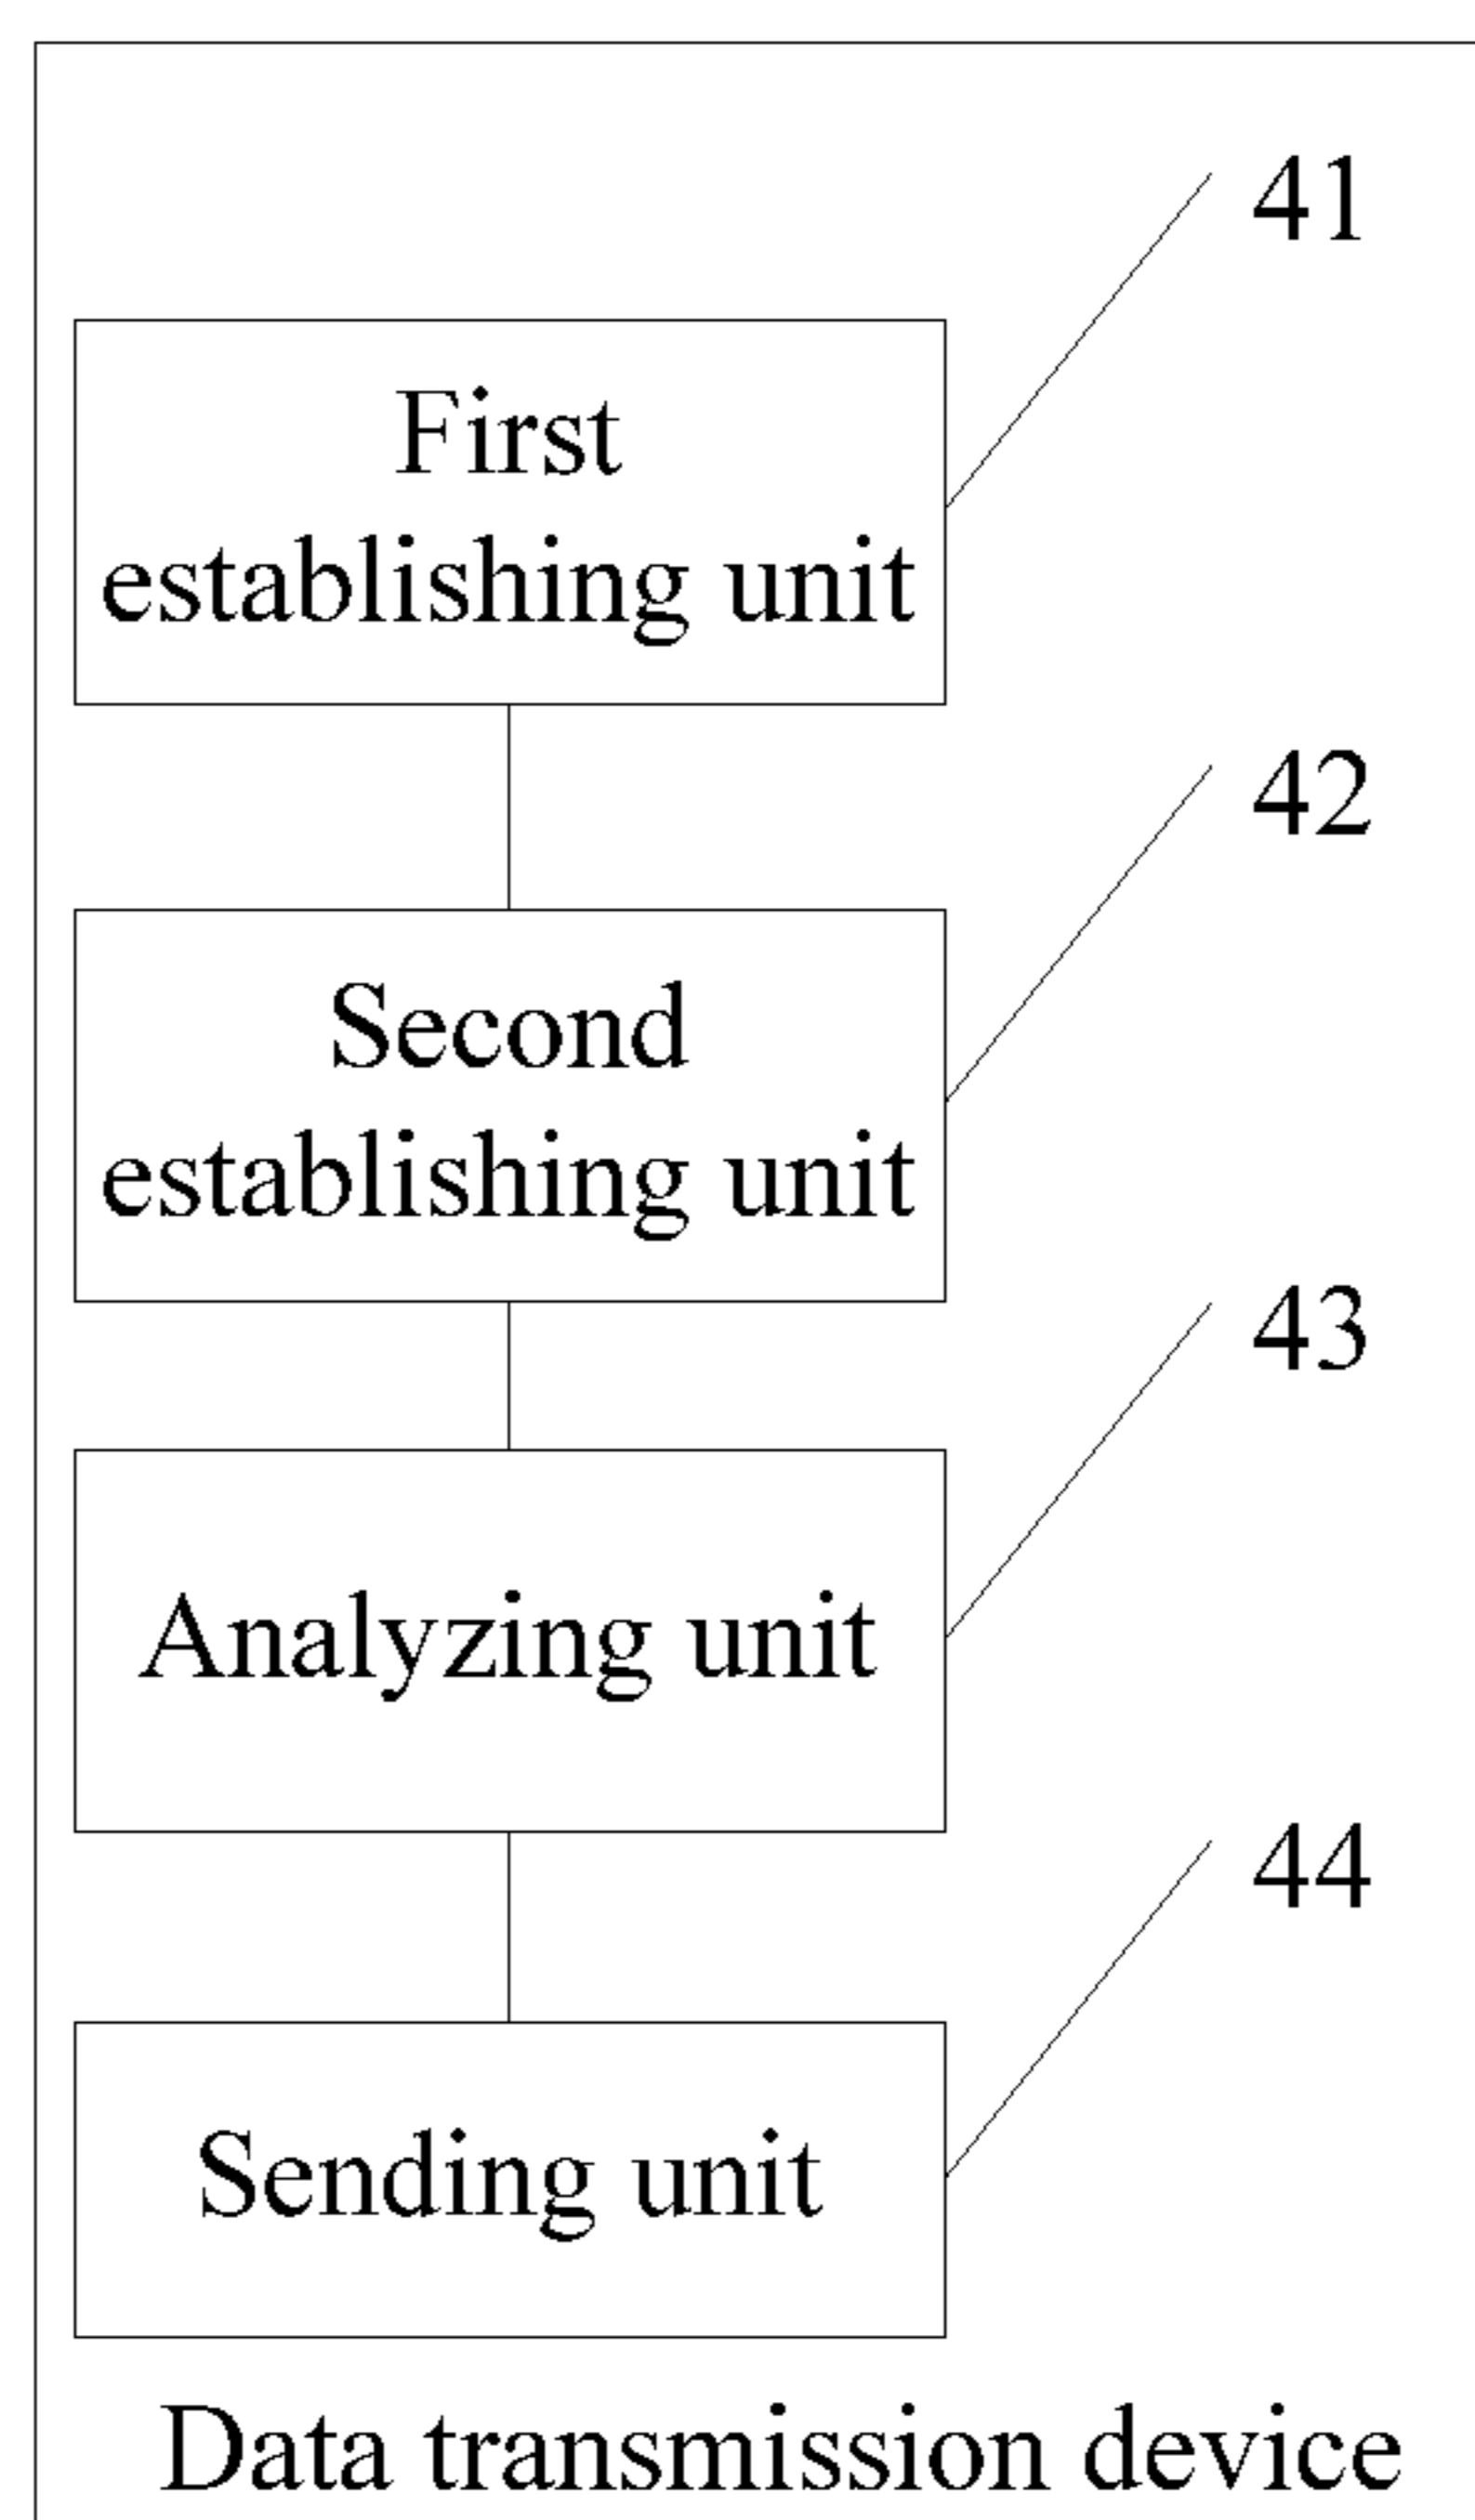 41
First
establishing unit
42
Second
establishing unit
43
Analyzing unit
44
Sending unit
Data transmission device